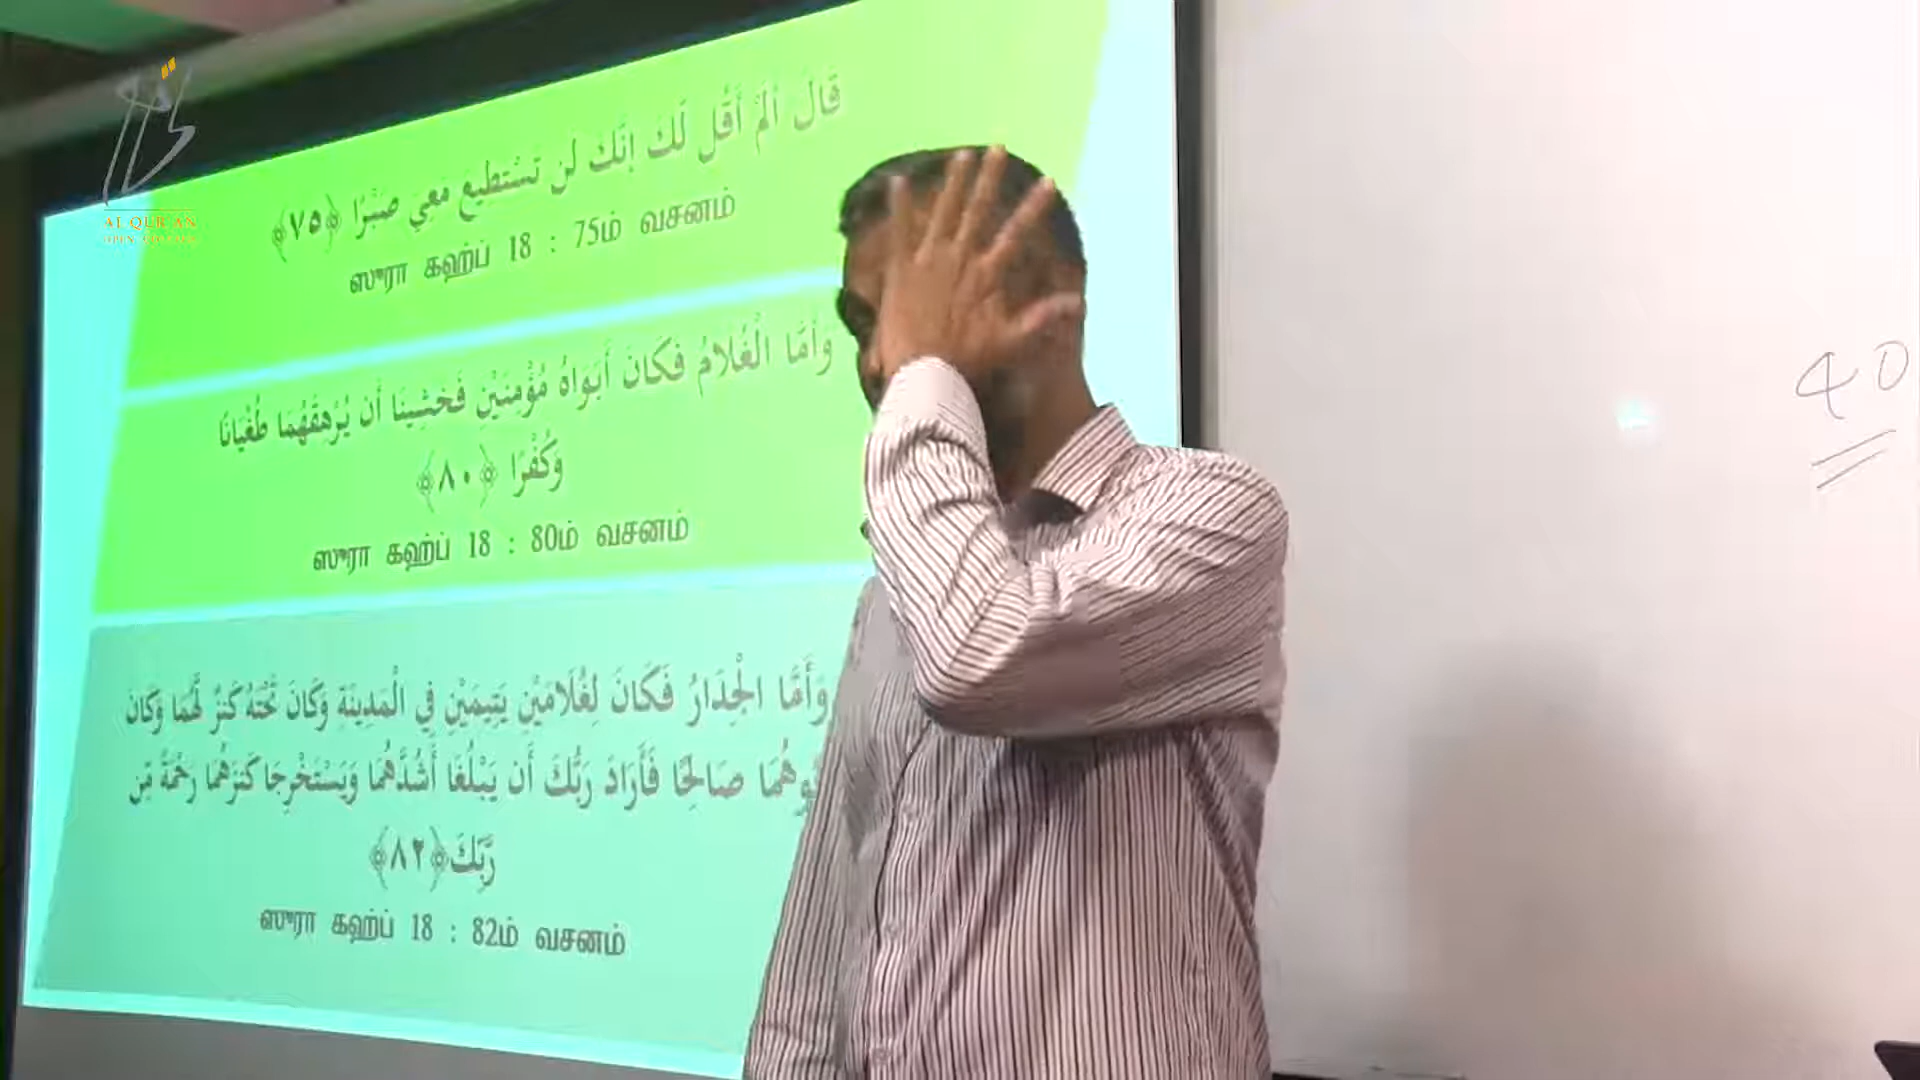 AL QUR'AN
قَالَ أَلَمْ أَقُل لَّكَ إِنَّكَ لَن تَسْتَطِيعَ مَعِيَ صَبْرًا ﴿٧٥﴾
ஸுரா கஹ்ப் 18 : 75ம் வசனம்
وَأَمَّا الْغُلَامُ فَكَانَ أَبَوَاهُ مُؤْمِنَيْنِ فَخَشِينَا أَن يُرْهِقَهُمَا طُغْيَانًا
وَكُفْرًا ﴿٨٠﴾
ஸுரா கஹ்ப் 18 : 80ம் வசனம்
وَأَمَّا الْجِدَارُ فَكَانَ لِغُلَامَيْنِ يَتِيمَيْنِ فِي الْمَدِينَةِ وَكَانَ تَحْتَهُ كَنزٌ لَّهُمَا وَكَانَ
صَالِحًا فَأَرَادَ رَبُّكَ أَن يَبْلُغَا أَشُدَّهُمَا وَيَسْتَخْرِجَا كَنزَهُمَا رَحْمَةً مِّن
رَّبِّكَ ﴿٨٢﴾
ஸுரா கஹ்ப் 18 : 82ம் வசனம்
40